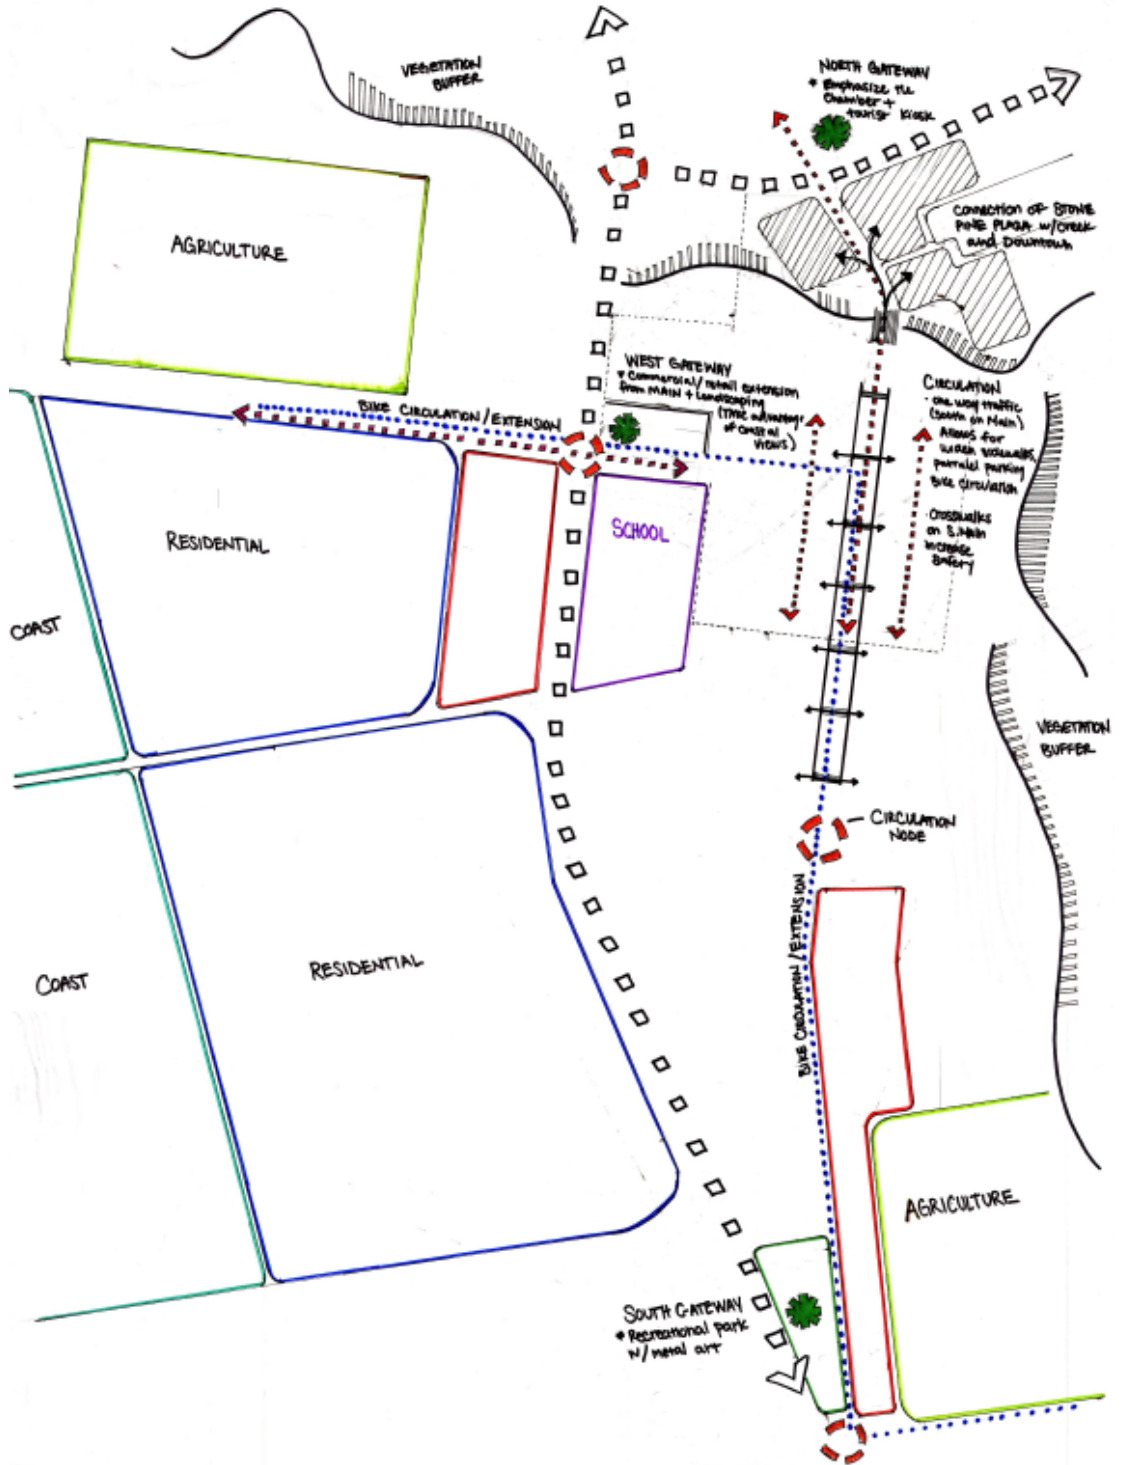 VEGETATION
BUFFER
NORTH GATEWAY
* Emphasize the
Chamber +
tourist kiosk
AGRICULTURE
CONNECTION OF STONE
PINE PLAZA w/Creek
and Downtown
WEST GATEWAY
* Commercial/retail extension
from MAIN + Landscaping
(TAKE advantage
of coastal
views)
CIRCULATION
- one way traffic
(South on Main)
Allows for
wider sidewalks,
parralel parking
Bike circulation
- Crosswalks
on S. Main
increase
safety
BIKE CIRCULATION/EXTENSION
RESIDENTIAL
SCHOOL
COAST
VEGETATION
BUFFER
CIRCULATION
NODE
BIKE CIRCULATION/EXTENSION
RESIDENTIAL
COAST
AGRICULTURE
SOUTH GATEWAY
* Recreational park
W/metal art